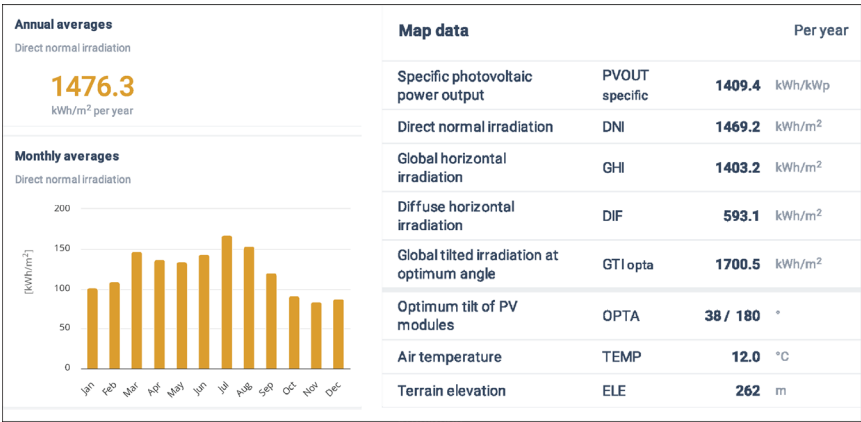 Annual averages
Direct normal irradiation
1476.3
kWh/m² per year
Monthly averages
Direct normal irradiation
[kWh/m²]
200
150
100
50
0
Jan Feb Mar Apr May Jun Jul Aug Sep Oct Nov Dec
Map data Per year
Specific photovoltaic
power output PVOUT
specific 1409.4 kWh/kWp
Direct normal irradiation DNI 1469.2 kWh/m²
Global horizontal
irradiation GHI 1403.2 kWh/m²
Diffuse horizontal
irradiation DIF 593.1 kWh/m²
Global tilted irradiation at
optimum angle GTI opta 1700.5 kWh/m²
Optimum tilt of PV
modules OPTA 38 / 180 °
Air temperature TEMP 12.0 °C
Terrain elevation ELE 262 m